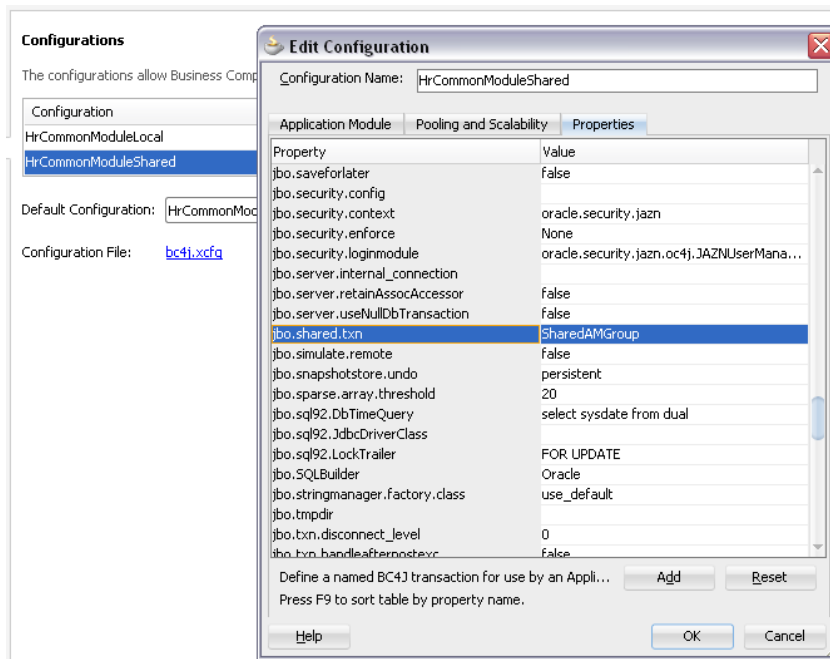 Configurations
The configurations allow Business Comp
Configuration
HrCommonModuleLocal
HrCommonModuleShared
Default Configuration: HrCommonMod
Configuration File: bc4j.xcfg
Edit Configuration
Configuration Name: HrCommonModuleShared
Application Module Pooling and Scalability Properties
Property Value
jbo.saveforlater false
jbo.security.config
jbo.security.context oracle.security.jazn
jbo.security.enforce None
jbo.security.loginmodule oracle.security.jazn.oc4j.JAZNUserMana...
jbo.server.internal_connection
jbo.server.retainAssocAccessor false
jbo.server.useNullDbTransaction false
jbo.shared.txn SharedAMGroup
jbo.simulate.remote false
jbo.snapshotstore.undo persistent
jbo.sparse.array.threshold 20
jbo.sql92.DbTimeQuery select sysdate from dual
jbo.sql92.JdbcDriverClass
jbo.sql92.LockTrailer FOR UPDATE
jbo.SQLBuilder Oracle
jbo.stringmanager.factory.class use_default
jbo.tmpdir
jbo.txn.disconnect_level 0
jbo.txn.handleafterpostexc false
Define a named BC4J transaction for use by an Appli... Add Reset
Press F9 to sort table by property name.
Help OK Cancel